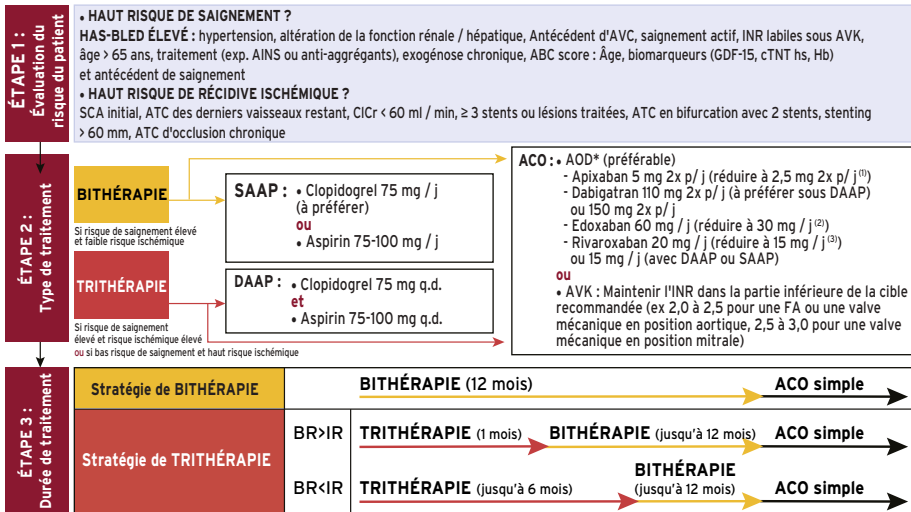 ÉTAPE 1 :
Évaluation du
risque du patient
• HAUT RISQUE DE SAIGNEMENT ?
HAS-BLED ÉLEVÉ : hypertension, altération de la fonction rénale / hépatique, Antécédent d'AVC, saignement actif, INR labiles sous AVK,
âge > 65 ans, traitement (exp. AINS ou anti-aggrégants), exogénose chronique, ABC score : Âge, biomarqueurs (GDF-15, cTNT hs, Hb)
et antécédent de saignement
• HAUT RISQUE DE RÉCIDIVE ISCHÉMIQUE ?
SCA initial, ATC des derniers vaisseaux restant, ClCr < 60 ml / min, ≥ 3 stents ou lésions traitées, ATC en bifurcation avec 2 stents, stenting
> 60 mm, ATC d'occlusion chronique
ÉTAPE 2 :
Type de traitement
BITHÉRAPIE
Si risque de saignement élevé
et faible risque ischémique
SAAP : • Clopidogrel 75 mg / j
(à préférer)
ou
• Aspirin 75-100 mg / j
TRITHÉRAPIE
Si risque de saignement
élevé et risque ischémique élevé
ou si bas risque de saignement et haut risque ischémique
DAAP : • Clopidogrel 75 mg q.d.
et
• Aspirin 75-100 mg q.d.
ACO : • AOD* (préférable)
- Apixaban 5 mg 2x p/ j (réduire à 2,5 mg 2x p/ j (1))
- Dabigatran 110 mg 2x p/ j (à préférer sous DAAP)
ou 150 mg 2x p/ j
- Edoxaban 60 mg / j (réduire à 30 mg / j (2))
- Rivaroxaban 20 mg / j (réduire à 15 mg / j (3))
ou 15 mg / j (avec DAAP ou SAAP)
ou
• AVK : Maintenir l'INR dans la partie inférieure de la cible
recommandée (ex 2,0 à 2,5 pour une FA ou une valve
mécanique en position aortique, 2,5 à 3,0 pour une valve
mécanique en position mitrale)
ÉTAPE 3 :
Durée de traitement
Stratégie de BITHÉRAPIE
BITHÉRAPIE (12 mois)
ACO simple
Stratégie de TRITHÉRAPIE
BR>IR
TRITHÉRAPIE (1 mois)
BITHÉRAPIE (jusqu'à 12 mois)
ACO simple
BR<IR
TRITHÉRAPIE (jusqu'à 6 mois)
BITHÉRAPIE
(jusqu'à 12 mois)
ACO simple